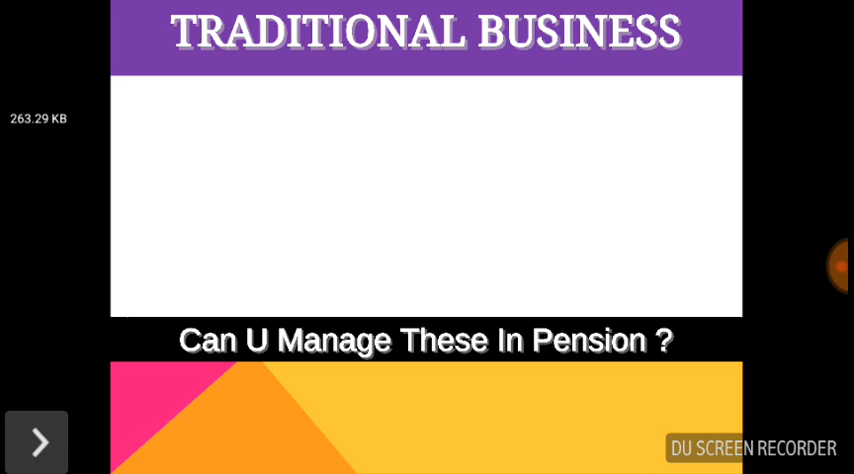 TRADITIONAL BUSINESS
263.29 KB
Can U Manage These In Pension ?
DU SCREEN RECORDER